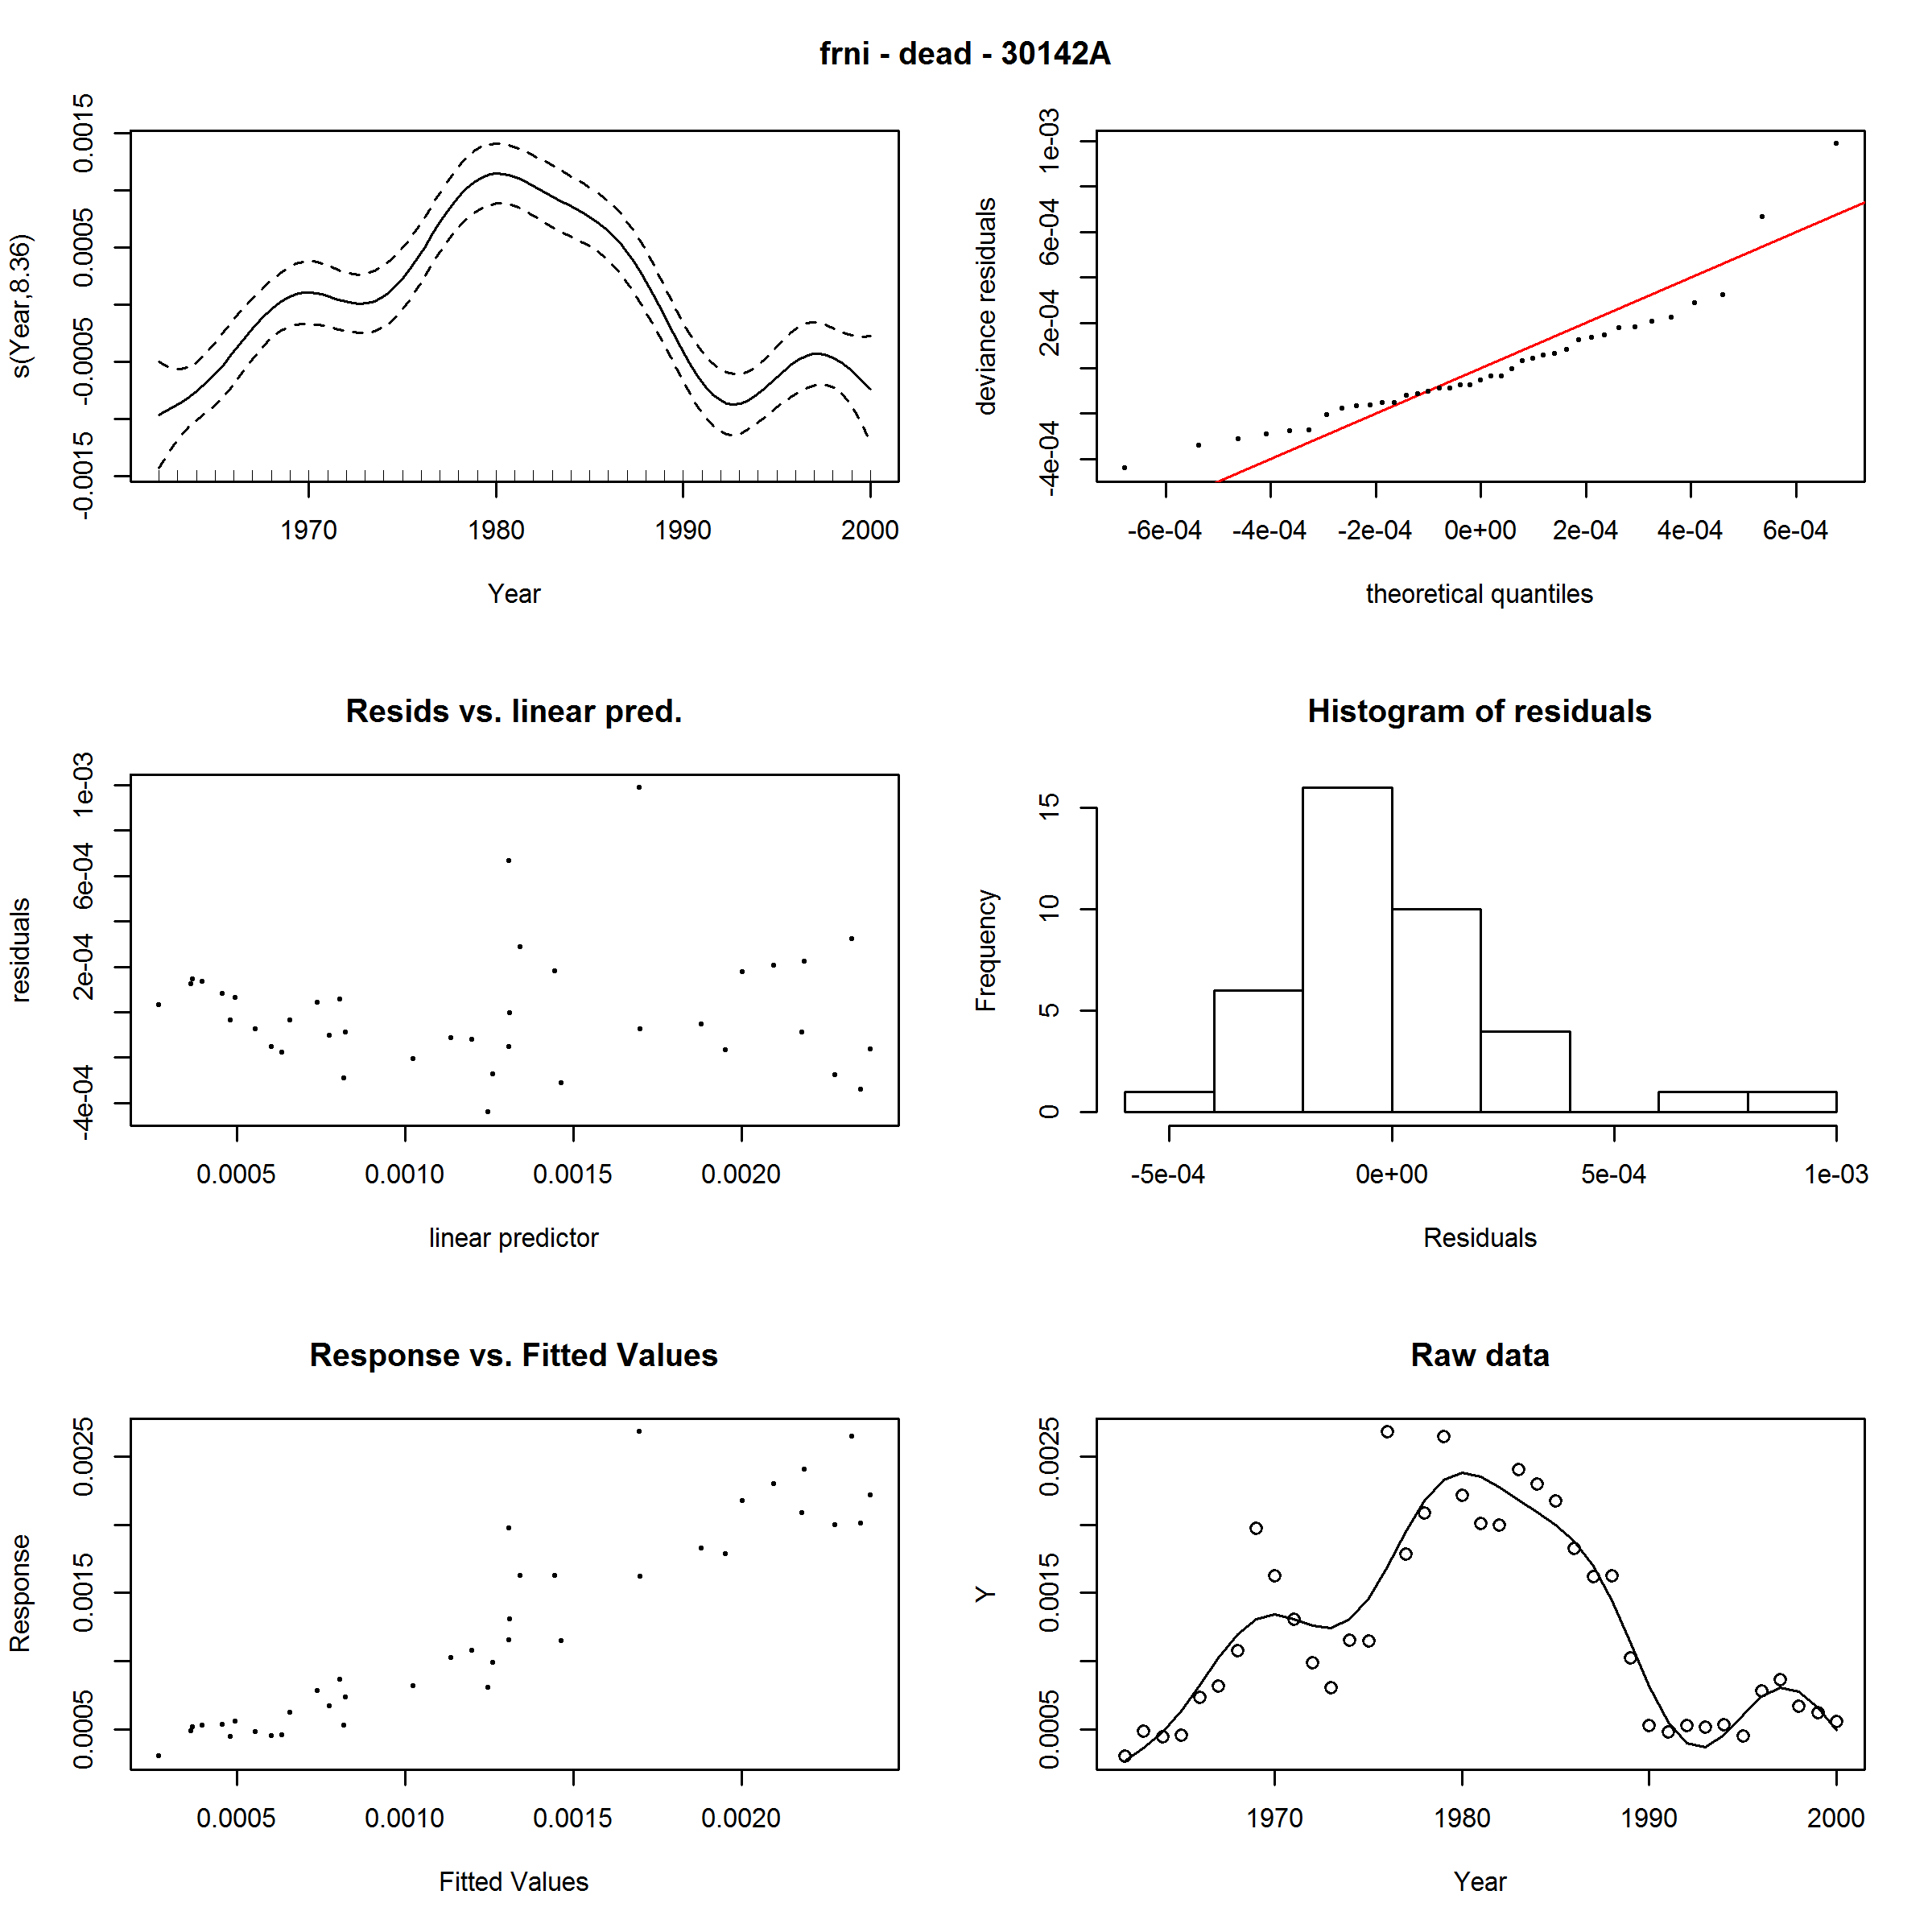 frni - dead - 30142A
s(Year,8.36)
-0.0015 -0.0005 0.0005 0.0015
1970 1980 1990 2000
Year
deviance residuals
-4e-04 2e-04 6e-04 1e-03
-6e-04 -4e-04 -2e-04 0e+00 2e-04 4e-04 6e-04
theoretical quantiles
Resids vs. linear pred.
residuals
-4e-04 2e-04 6e-04 1e-03
0.0005 0.0010 0.0015 0.0020
linear predictor
Histogram of residuals
Frequency
0 5 10 15
-5e-04 0e+00 5e-04 1e-03
Residuals
Response vs. Fitted Values
Response
0.0005 0.0015 0.0025
0.0005 0.0010 0.0015 0.0020
Fitted Values
Raw data
Y
0.0005 0.0015 0.0025
1970 1980 1990 2000
Year